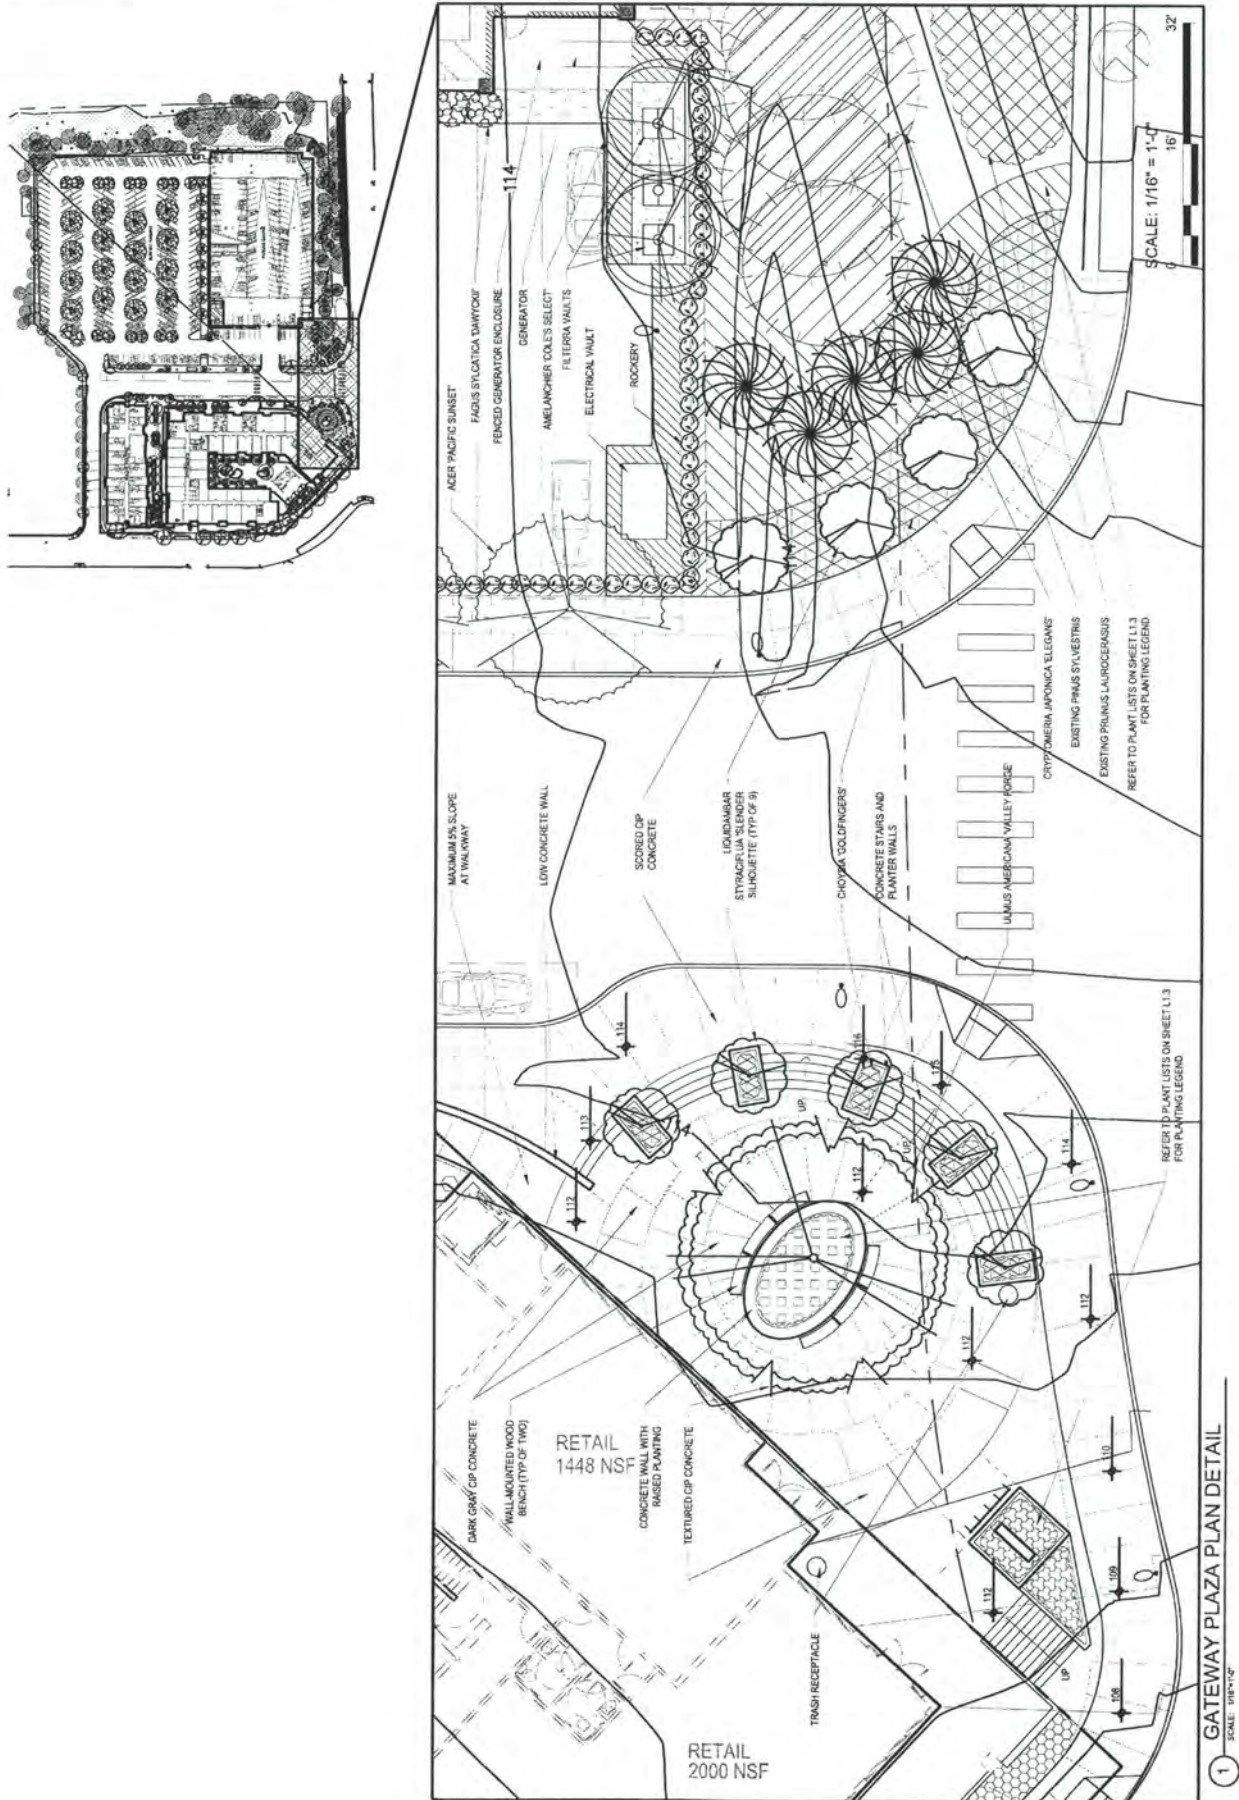 ACER 'PACIFIC SUNSET'
FAGUS SYLCATICA 'DAWYCKII'
FENCED GENERATOR ENCLOSURE
GENERATOR
AMELANCHIER 'COLE'S SELECT'
FILTERRA VAULTS
ELECTRICAL VAULT
ROCKERY
114
SCALE: 1/16" = 1'-0"
0
16'
32'
MAXIMUM 5% SLOPE
AT WALKWAY
LOW CONCRETE WALL
SCORED CIP
CONCRETE
LIQUIDAMBAR
STYRACIFLUA 'SLENDER
SILHOUETTE' (TYP OF 9)
CHOYSIA 'GOLDFINGERS'
CONCRETE STAIRS AND
PLANTER WALLS
ULMUS AMERICANA 'VALLEY FORGE'
CRYPTOMERIA JAPONICA 'ELEGANS'
EXISTING PINUS SYLVESTRIS
EXISTING PRUNUS LAUROCERASUS
REFER TO PLANT LISTS ON SHEET L1.3
FOR PLANTING LEGEND
REFER TO PLANT LISTS ON SHEET L1.3
FOR PLANTING LEGEND
114
113
112
116
115
112
114
112
112
110
109
112
108
UP
UP
UP
DARK GRAY CIP CONCRETE
WALL-MOUNTED WOOD
BENCH (TYP OF TWO)
CONCRETE WALL WITH
RAISED PLANTING
TEXTURED CIP CONCRETE
TRASH RECEPTACLE
RETAIL
1448 NSF
RETAIL
2000 NSF
1
GATEWAY PLAZA PLAN DETAIL
SCALE: 1/16"=1'-0"